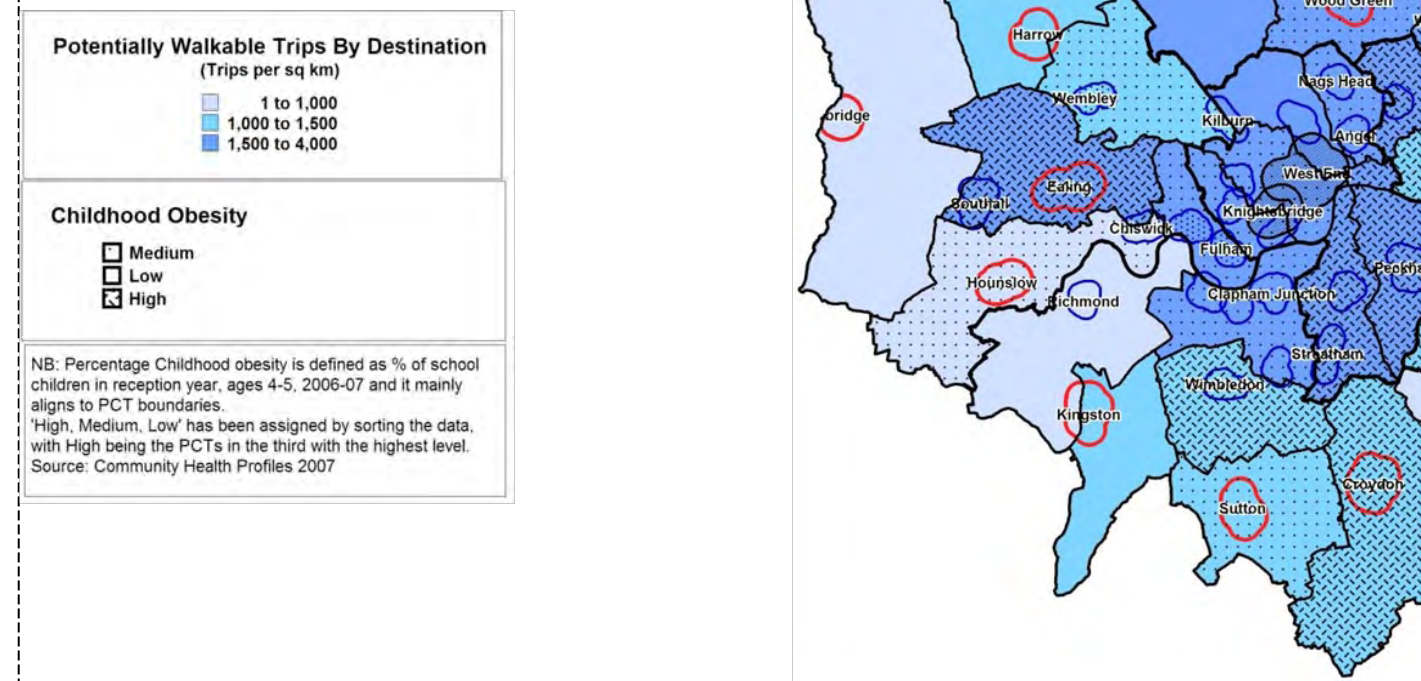 Potentially Walkable Trips By Destination
(Trips per sq km)
1 to 1,000
1,000 to 1,500
1,500 to 4,000
Childhood Obesity
Medium
Low
High
NB: Percentage Childhood obesity is defined as % of school
children in reception year, ages 4-5, 2006-07 and it mainly
aligns to PCT boundaries.
'High, Medium, Low' has been assigned by sorting the data,
with High being the PCTs in the third with the highest level.
Source: Community Health Profiles 2007
Wood Green
Harrow
Nags Head
Wembley
bridge
Kilburn
Angel
West End
Ealing
Southall
Knightsbridge
Chiswick
Fulham
Peckha
Hounslow
Richmond
Clapham Junction
Streatham
Wimbledon
Kingston
Croydon
Sutton